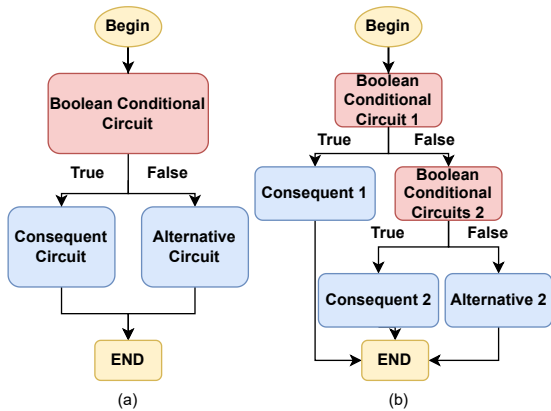 Begin
Boolean Conditional
Circuit
True
False
Consequent
Circuit
Alternative
Circuit
END
(a)
Begin
Boolean
Conditional
Circuit 1
True
False
Consequent 1
Boolean
Conditional
Circuits 2
True
False
Consequent 2
Alternative 2
END
(b)